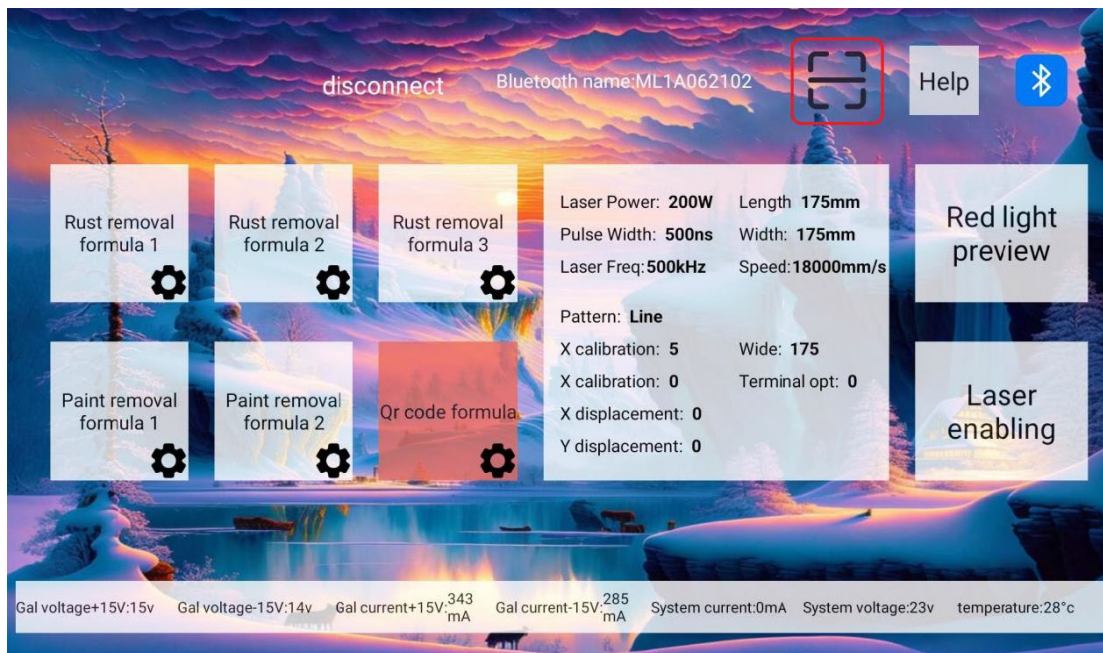 disconnect
Bluetooth name:ML1A062102
Help
Rust removal
formula 1
Rust removal
formula 2
Rust removal
formula 3
Paint removal
formula 1
Paint removal
formula 2
Qr code formula
Laser Power: 200W Length 175mm
Pulse Width: 500ns Width: 175mm
Laser Freq:500kHz Speed:18000mm/s
Pattern: Line
X calibration: 5 Wide: 175
X calibration: 0 Terminal opt: 0
X displacement: 0
Y displacement: 0
Red light
preview
Laser
enabling
Gal voltage+15V:15v Gal voltage-15V:14v Gal current+15V:343 mA Gal current-15V:285 mA System current:0mA System voltage:23v temperature:28°c